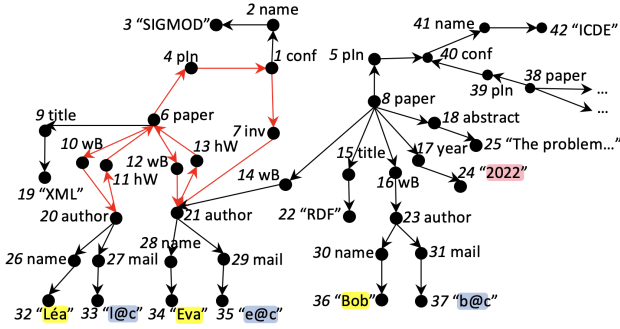 2 name
41 name
3 “SIGMOD”
42 “ICDE”
4 pIn
1 conf
5 pIn
40 conf
39 pIn
38 paper
...
...
9 title
6 paper
8 paper
18 abstract
7 inv
25 “The problem...”
10 wB
13 hW
12 wB
11 hW
14 wB
15 title
17 year
16 wB
24 “2022”
19 “XML”
20 author
21 author
22 “RDF”
23 author
26 name
27 mail
28 name
29 mail
30 name
31 mail
32 “Léa”
33 “l@c”
34 “Eva”
35 “e@c”
36 “Bob”
37 “b@c”